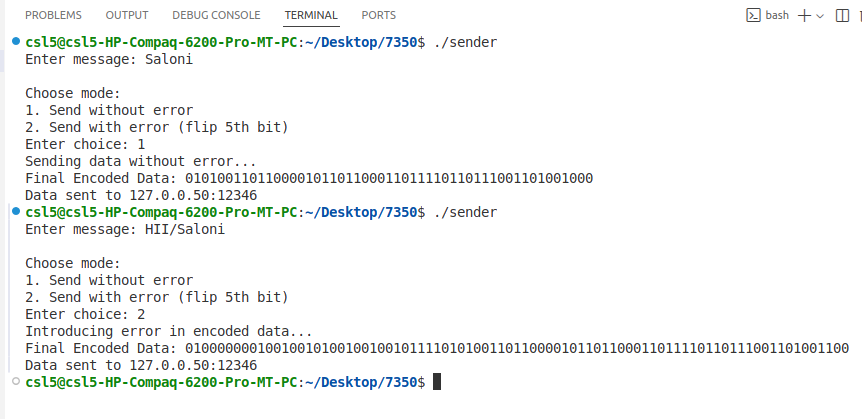 PROBLEMS OUTPUT DEBUG CONSOLE TERMINAL PORTS bash
csl5@csl5-HP-Compaq-6200-Pro-MT-PC:~/Desktop/7350$ ./sender
Enter message: Saloni
Choose mode:
1. Send without error
2. Send with error (flip 5th bit)
Enter choice: 1
Sending data without error...
Final Encoded Data: 010100110110000101101100011011110110111001101001000
Data sent to 127.0.0.50:12346
csl5@csl5-HP-Compaq-6200-Pro-MT-PC:~/Desktop/7350$ ./sender
Enter message: HII/Saloni
Choose mode:
1. Send without error
2. Send with error (flip 5th bit)
Enter choice: 2
Introducing error in encoded data...
Final Encoded Data: 01000000010010010100100100101111010100110110000101101100011011110110111001101001100
Data sent to 127.0.0.50:12346
csl5@csl5-HP-Compaq-6200-Pro-MT-PC:~/Desktop/7350$